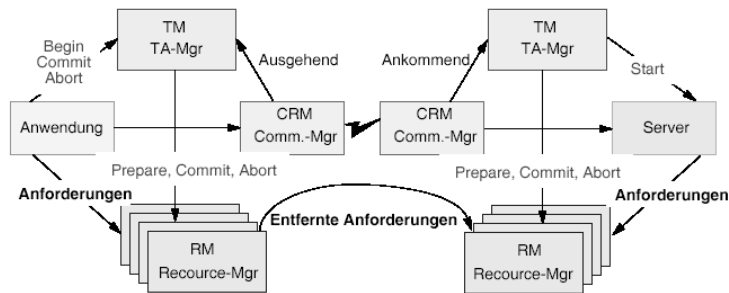 TM
TA-Mgr
TM
TA-Mgr
Begin
Commit
Abort
Ausgehend
Ankommend
Start
Anwendung
CRM
Comm.-Mgr
CRM
Comm.-Mgr
Server
Prepare, Commit, Abort
Prepare, Commit, Abort
Anforderungen
Entfernte Anforderungen
Anforderungen
RM
Recource-Mgr
RM
Recource-Mgr